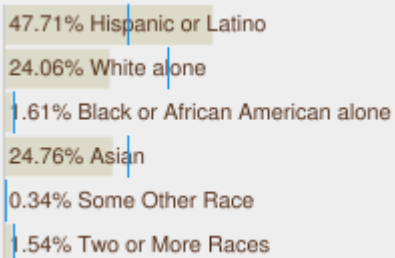 47.71% Hispanic or Latino
24.06% White alone
1.61% Black or African American alone
24.76% Asian
0.34% Some Other Race
1.54% Two or More Races